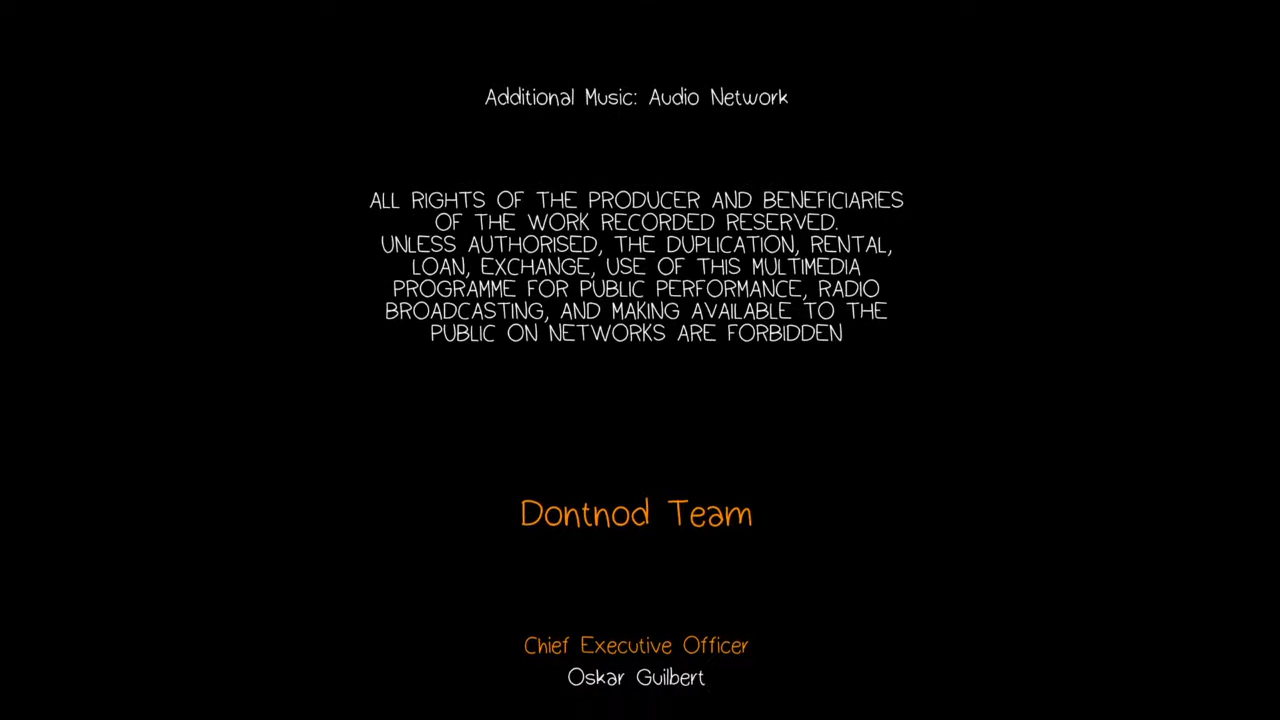 Additional Music: Audio Network
ALL RIGHTS OF THE PRODUCER AND BENEFICIARIES
OF THE WORK RECORDED RESERVED.
UNLESS AUTHORISED, THE DUPLICATION, RENTAL,
LOAN, EXCHANGE, USE OF THIS MULTIMEDIA
PROGRAMME FOR PUBLIC PERFORMANCE, RADIO
BROADCASTING, AND MAKING AVAILABLE TO THE
PUBLIC ON NETWORKS ARE FORBIDDEN
Dontnod Team
Chief Executive Officer
Oskar Guilbert